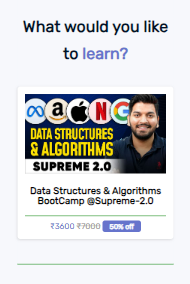 What would you like
to learn?
DATA STRUCTURES
& ALGORITHMS
SUPREME 2.0
Data Structures & Algorithms
BootCamp @Supreme-2.0
₹3600 ₹7000 50% off